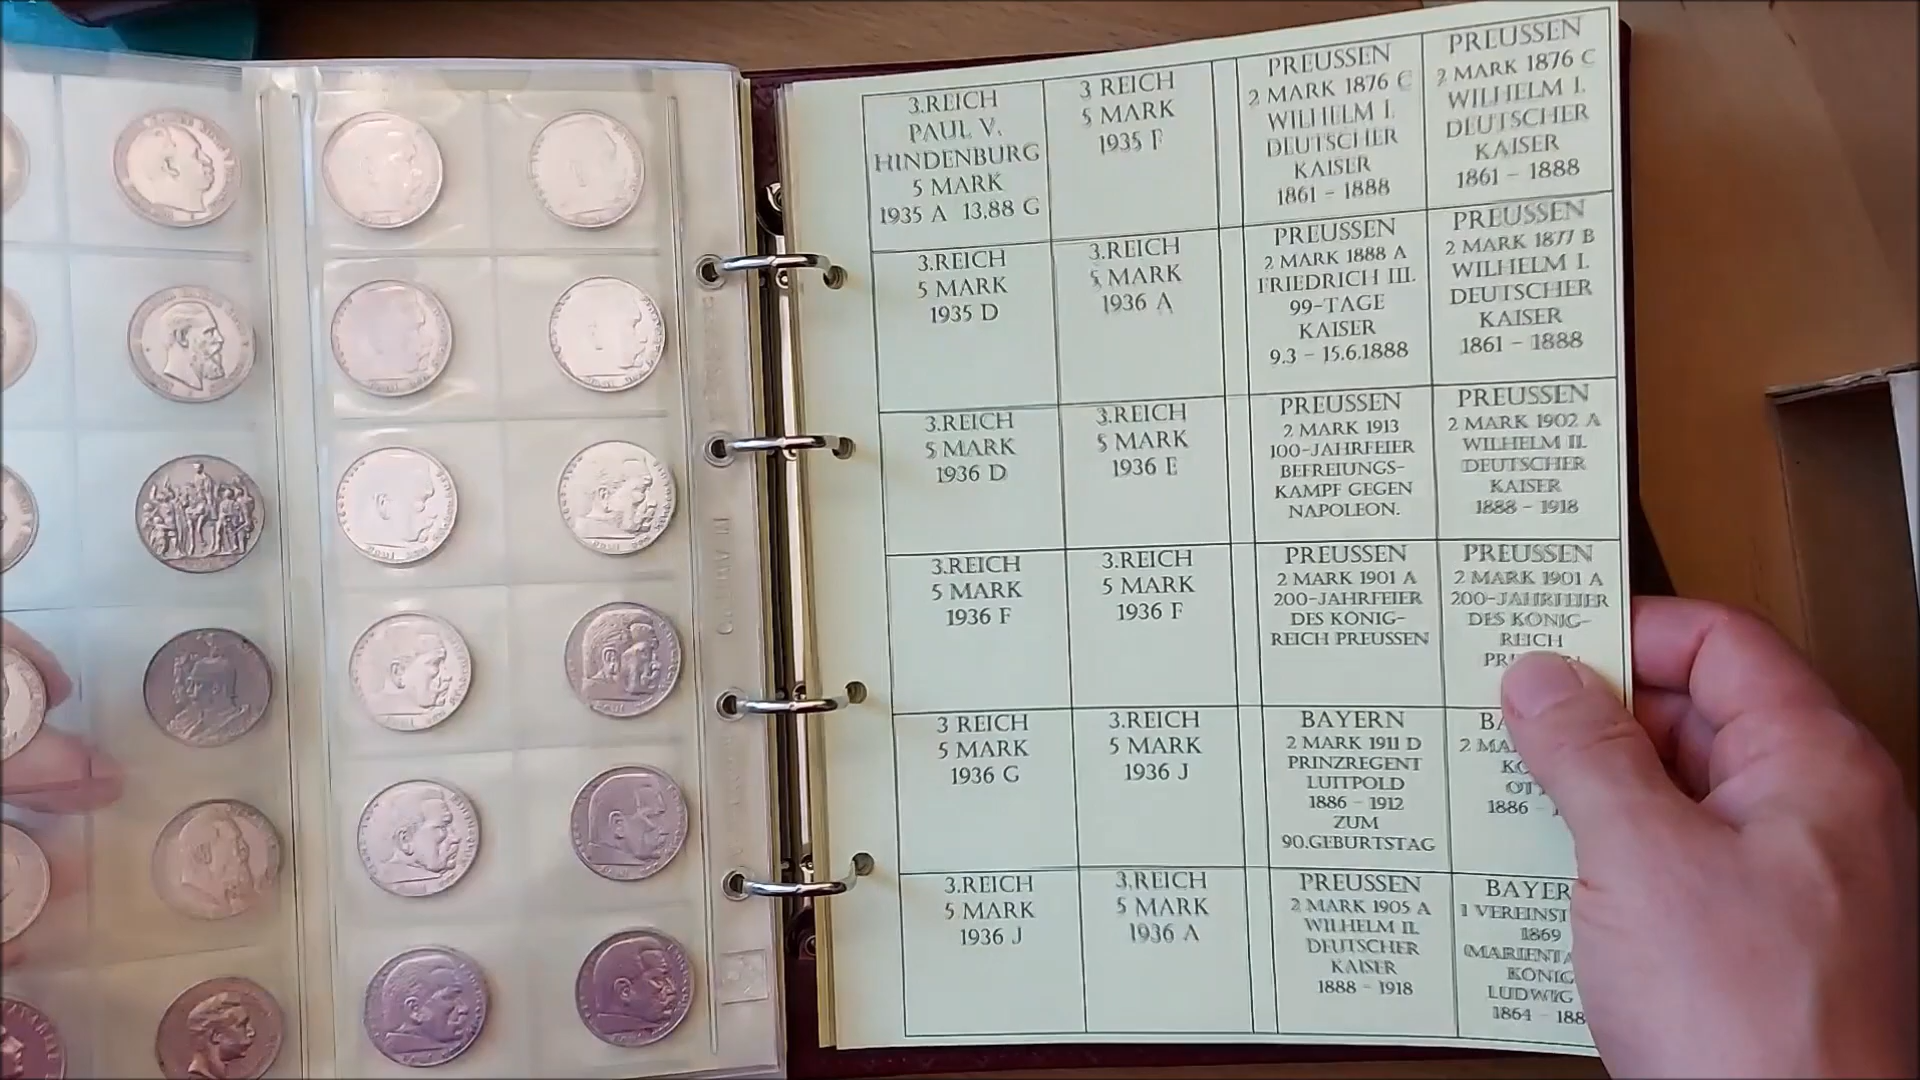 3.REICH
PAUL V.
HINDENBURG
5 MARK
1935 A 13,88 G
3 REICH
5 MARK
1935 F
PREUSSEN
2 MARK 1876 C
WILHELM I.
DEUTSCHER
KAISER
1861 – 1888
PREUSSEN
2 MARK 1876 C
WILHELM I.
DEUTSCHER
KAISER
1861 – 1888
3.REICH
5 MARK
1935 D
3.REICH
5 MARK
1936 A
PREUSSEN
2 MARK 1888 A
FRIEDRICH III.
99-TAGE
KAISER
9.3 – 15.6.1888
PREUSSEN
2 MARK 1877 B
WILHELM I.
DEUTSCHER
KAISER
1861 – 1888
3.REICH
5 MARK
1936 D
3.REICH
5 MARK
1936 E
PREUSSEN
2 MARK 1913
100-JAHRFEIER
BEFREIUNGS-
KAMPF GEGEN
NAPOLEON.
PREUSSEN
2 MARK 1902 A
WILHELM II.
DEUTSCHER
KAISER
1888 – 1918
3.REICH
5 MARK
1936 F
3.REICH
5 MARK
1936 F
PREUSSEN
2 MARK 1901 A
200-JAHRFEIER
DES KÖNIG-
REICH PREUSSEN
PREUSSEN
2 MARK 1901 A
200-JAHRFEIER
DES KÖNIG-
REICH
3 REICH
5 MARK
1936 G
3.REICH
5 MARK
1936 J
BAYERN
2 MARK 1911 D
PRINZREGENT
LUITPOLD
1886 – 1912
ZUM
90.GEBURTSTAG
2
1886 –
3.REICH
5 MARK
1936 J
3.REICH
5 MARK
1936 A
PREUSSEN
2 MARK 1905 A
WILHELM II.
DEUTSCHER
KAISER
1888 – 1918
BAYER
1 VEREINST
1869
(MARIENTA
KÖNIG
LUDWIG
1864 – 188